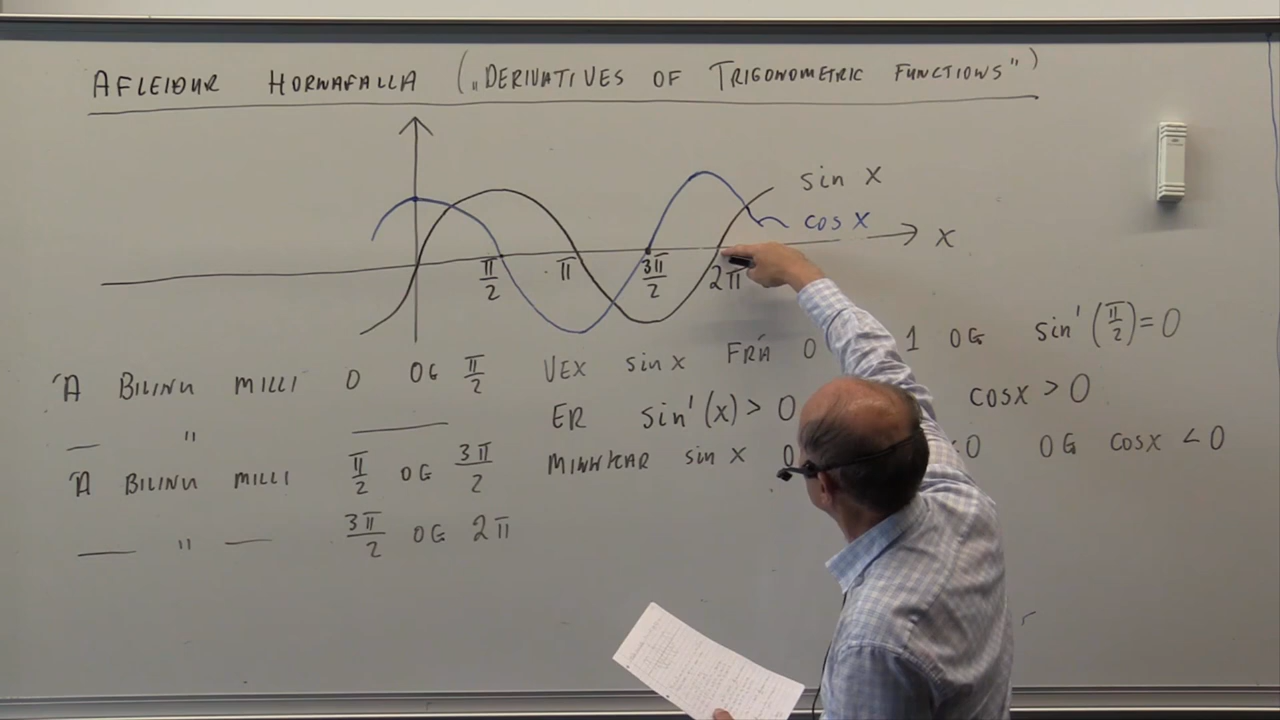 AFLEIÐUR HORNAFALLA („DERIVATIVES OF TRIGONOMETRIC FUNCTIONS")
sin x
cos x
x
π/2 π 3π/2 2π
Á BILINU MILLI 0 OG π/2 VEX sin x FRÁ 0 1 OG sin'(π/2) = 0
— " — ER sin'(x) > 0 cos x > 0
Á BILINU MILLI π/2 OG 3π/2 MINNKAR sin x < 0 OG cos x < 0
— " — 3π/2 OG 2π